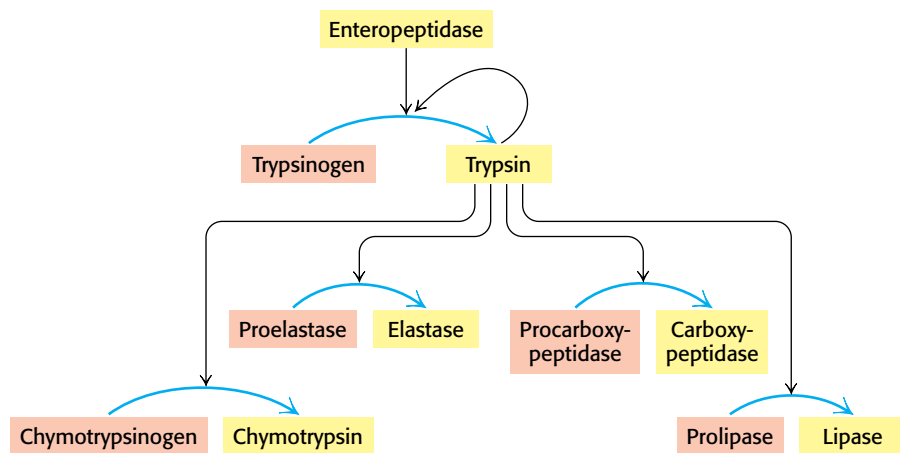 Enteropeptidase
Trypsinogen
Trypsin
Proelastase
Elastase
Procarboxy-
peptidase
Carboxy-
peptidase
Chymotrypsinogen
Chymotrypsin
Prolipase
Lipase